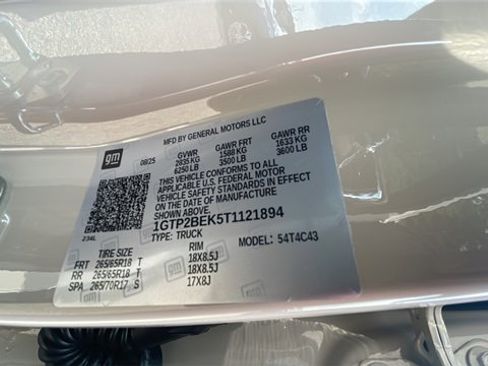 MFD BY GENERAL MOTORS LLC
gm
08/25 GVWR GAWR FRT GAWR RR
2835 KG 1588 KG 1633 KG
6250 LB 3500 LB 3600 LB
THIS VEHICLE CONFORMS TO ALL
APPLICABLE U.S. FEDERAL MOTOR
VEHICLE SAFETY STANDARDS IN EFFECT
ON THE DATE OF MANUFACTURE
SHOWN ABOVE.
1GTP2BEK5T1121894
TYPE: TRUCK MODEL: 54T4C43
234L
TIRE SIZE RIM
FRT 265/65R18 T 18X8.5J
RR 265/65R18 T 18X8.5J
SPA 265/70R17 S 17X8J